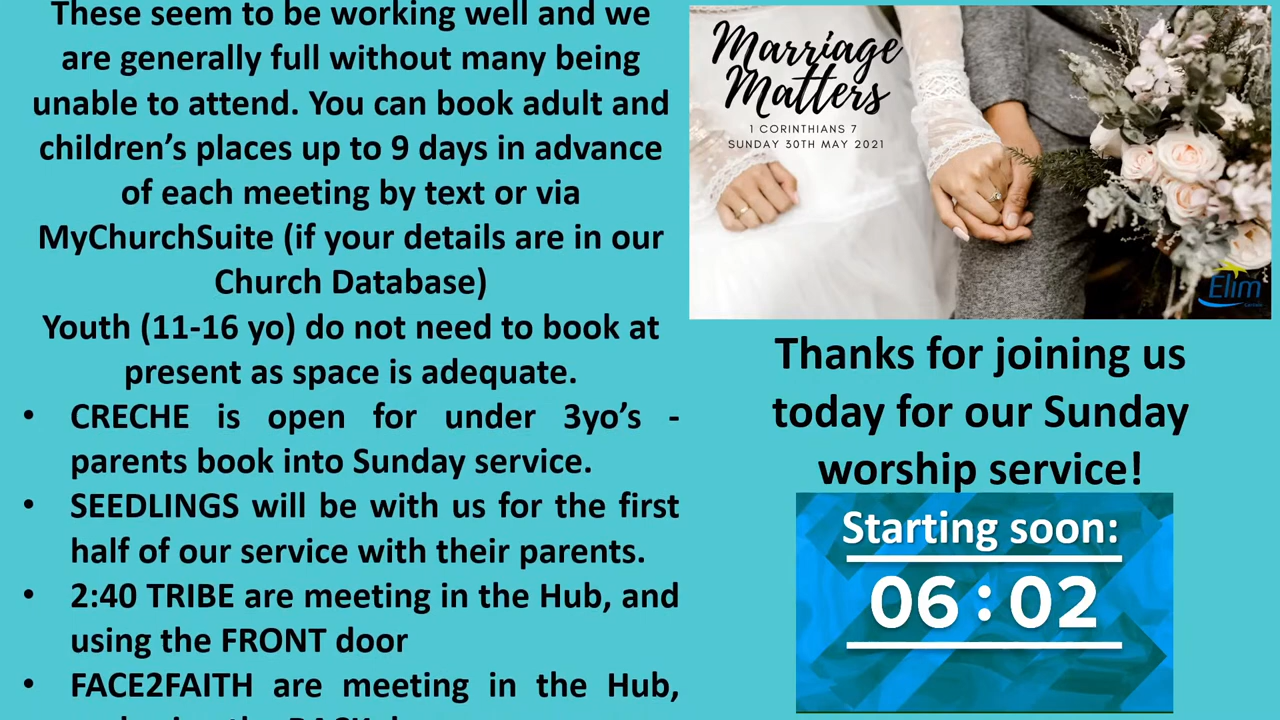 These seem to be working well and we
are generally full without many being
unable to attend. You can book adult and
children's places up to 9 days in advance
of each meeting by text or via
MyChurchSuite (if your details are in our
Church Database)
Youth (11-16 yo) do not need to book at
present as space is adequate.
• CRECHE is open for under 3yo's -
parents book into Sunday service.
• SEEDLINGS will be with us for the first
half of our service with their parents.
• 2:40 TRIBE are meeting in the Hub, and
using the FRONT door
• FACE2FAITH are meeting in the Hub,
Marriage
Matters
1 CORINTHIANS 7
SUNDAY 30TH MAY 2021
Elim
Thanks for joining us
today for our Sunday
worship service!
Starting soon:
06:02